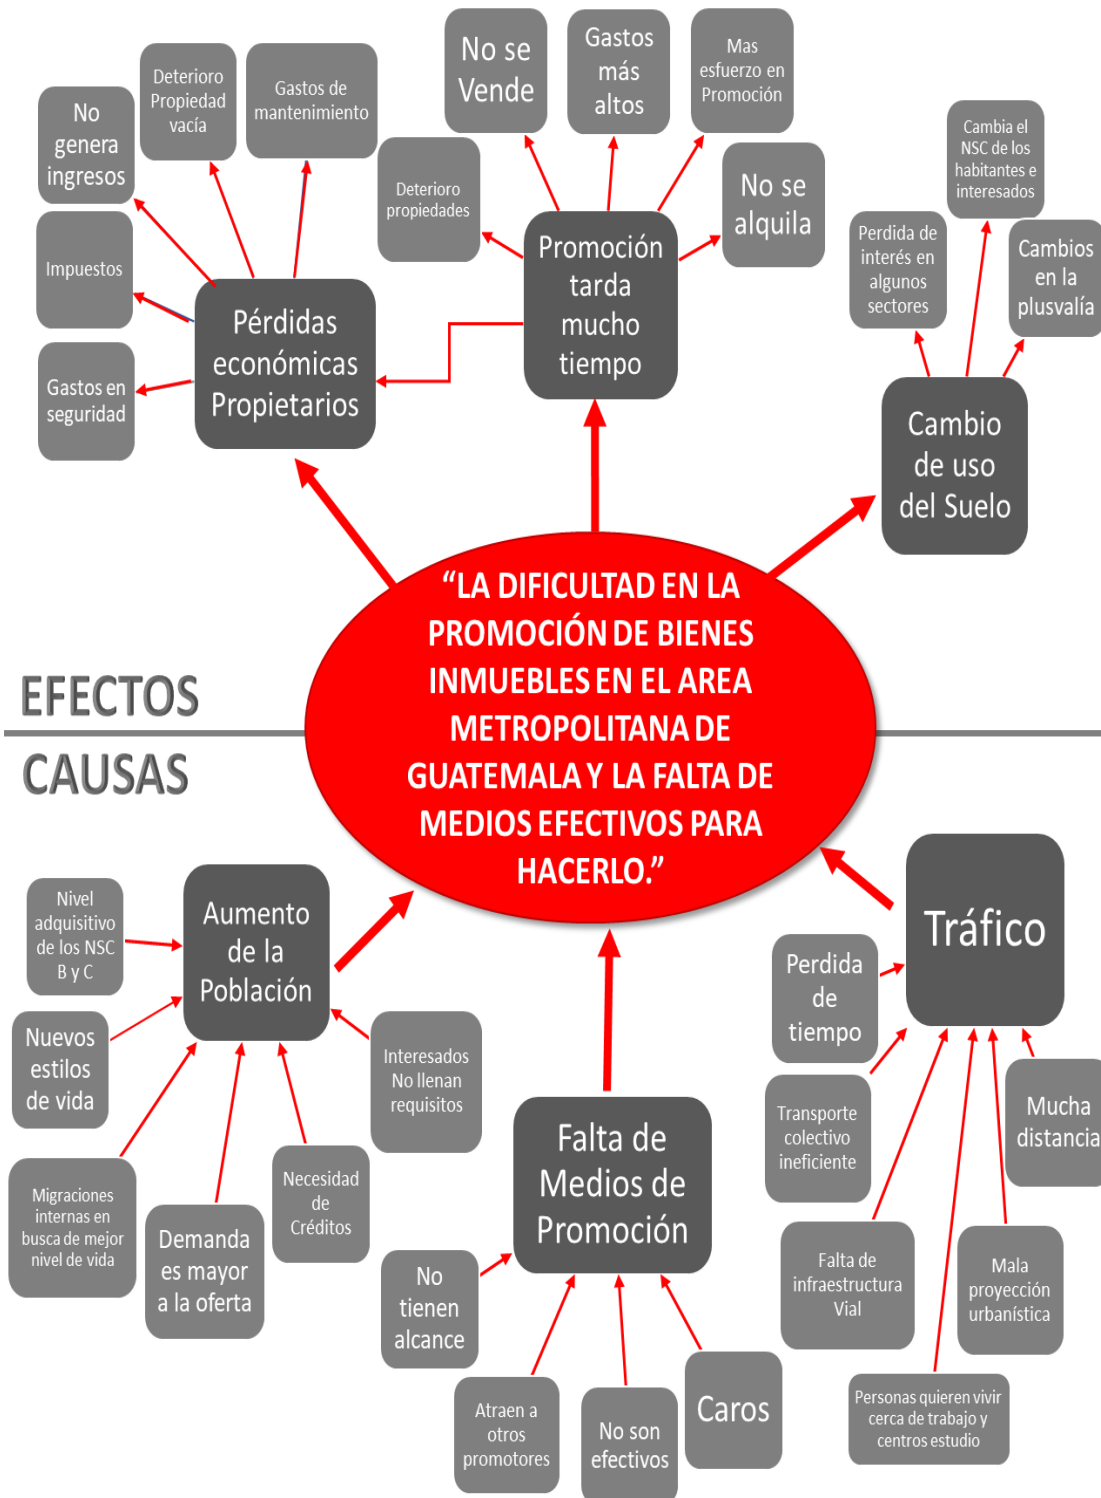 No se
Vende
Gastos
más
altos
Mas
esfuerzo en
Promoción
Deterioro
Propiedad
vacía
Gastos de
mantenimiento
No
genera
ingresos
Cambia el
NSC de los
habitantes e
interesados
Deterioro
propiedades
No se
alquila
Impuestos
Promoción
tarda
mucho
tiempo
Perdida de
interés en
algunos
sectores
Cambios
en la
plusvalía
Pérdidas
económicas
Propietarios
Gastos en
seguridad
Cambio
de uso
del Suelo
“LA DIFICULTAD EN LA
PROMOCIÓN DE BIENES
INMUEBLES EN EL AREA
METROPOLITANA DE
GUATEMALA Y LA FALTA DE
MEDIOS EFECTIVOS PARA
HACERLO.”
EFECTOS
CAUSAS
Nivel
adquisitivo
de los NSC
B y C
Aumento
de la
Población
Tráfico
Perdida
de
tiempo
Nuevos
estilos
de vida
Interesados
No llenan
requisitos
Transporte
colectivo
ineficiente
Mucha
distancia
Falta de
Medios de
Promoción
Migraciones
internas en
busca de mejor
nivel de vida
Demanda
es mayor
a la oferta
Necesidad
de
Créditos
Falta de
infraestructura
Vial
Mala
proyección
urbanística
No
tienen
alcance
Atraen a
otros
promotores
No son
efectivos
Caros
Personas quieren vivir
cerca de trabajo y
centros estudio